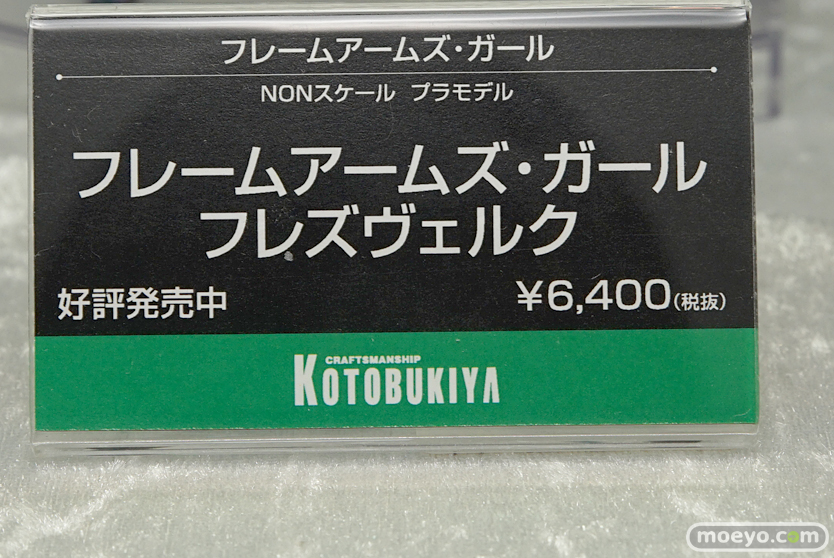 フレームアームズ・ガール
NONスケール プラモデル
フレームアームズ・ガール
フレズヴェルク
好評発売中
¥6,400(税抜)
CRAFTSMANSHIP
KOTOBUKIYA
moeyo.com